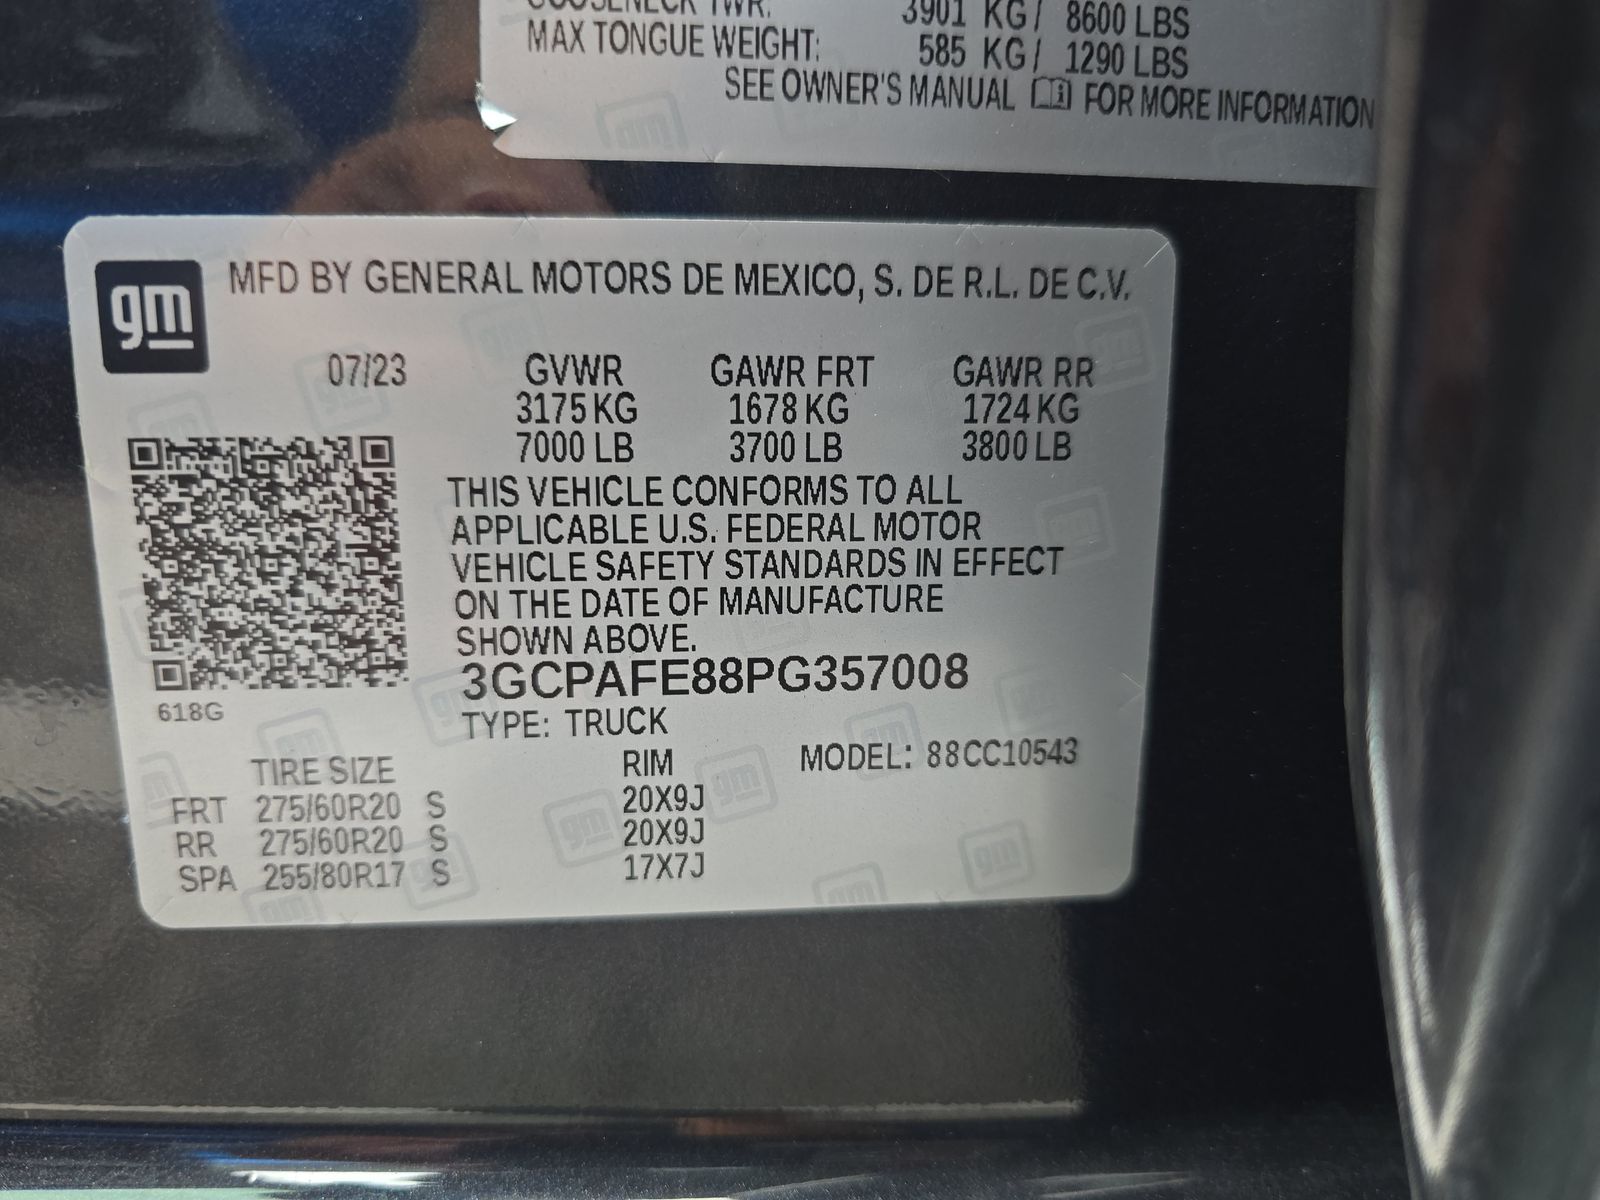 GOOSENECK TWR: 3901 KG / 8600 LBS
MAX TONGUE WEIGHT: 585 KG / 1290 LBS
SEE OWNER'S MANUAL FOR MORE INFORMATION
gm MFD BY GENERAL MOTORS DE MEXICO, S. DE R.L. DE C.V.
07/23 GVWR GAWR FRT GAWR RR
3175 KG 1678 KG 1724 KG
7000 LB 3700 LB 3800 LB
THIS VEHICLE CONFORMS TO ALL
APPLICABLE U.S. FEDERAL MOTOR
VEHICLE SAFETY STANDARDS IN EFFECT
ON THE DATE OF MANUFACTURE
SHOWN ABOVE.
3GCPAFE88PG357008
618G
TYPE: TRUCK
TIRE SIZE RIM MODEL: 88CC10543
FRT 275/60R20 S 20X9J
RR 275/60R20 S 20X9J
SPA 255/80R17 S 17X7J